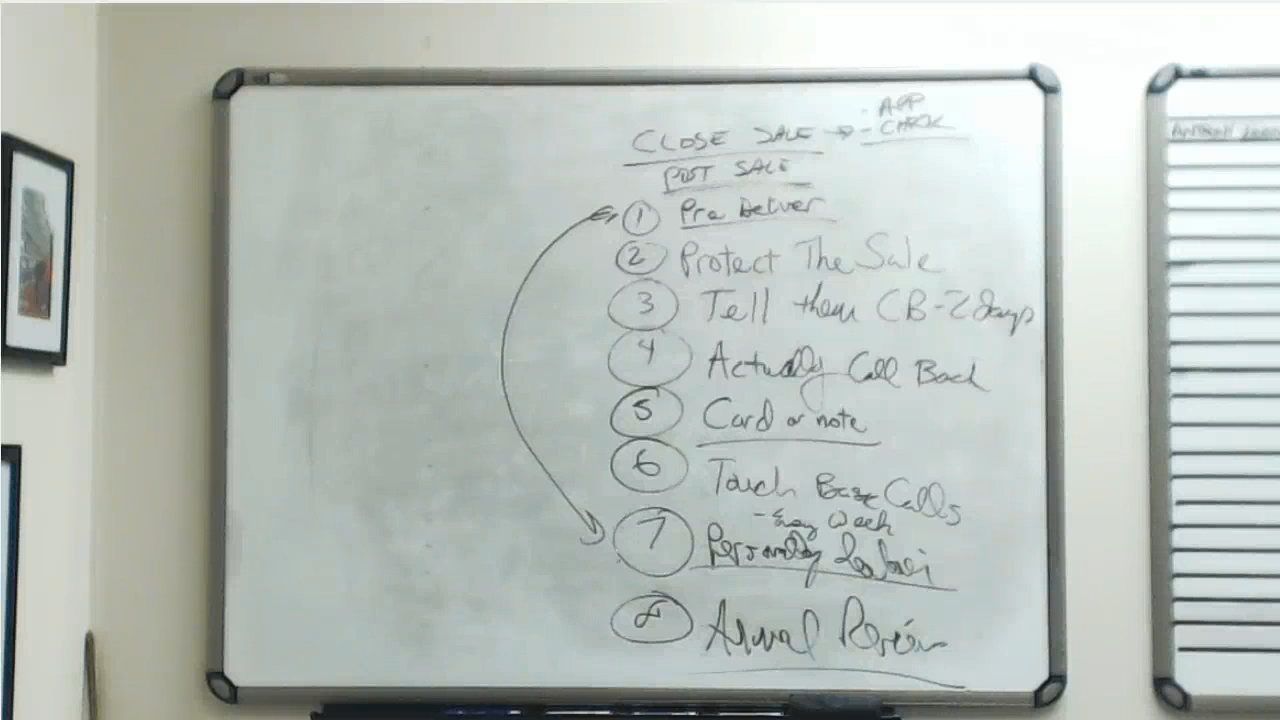 - APP
CLOSE SALE → - CHECK
POST SALE
1 Pre Deliver
2 Protect The Sale
3 Tell them CB-2 days
4 Actually Call Back
5 Card or note
6 Touch Base Calls
- Every Week
7 Personally Deliver
8 Annual Review